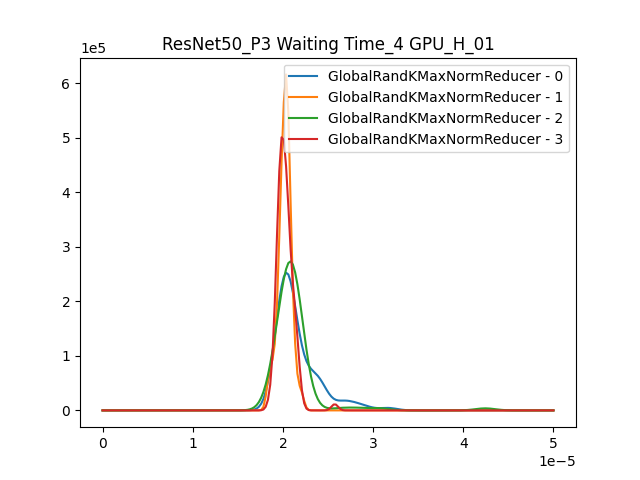 ResNet50_P3 Waiting Time_4 GPU_H_01
1e5
6
5
4
3
2
1
0
GlobalRandKMaxNormReducer - 0
GlobalRandKMaxNormReducer - 1
GlobalRandKMaxNormReducer - 2
GlobalRandKMaxNormReducer - 3
0 1 2 3 4 5
1e−5